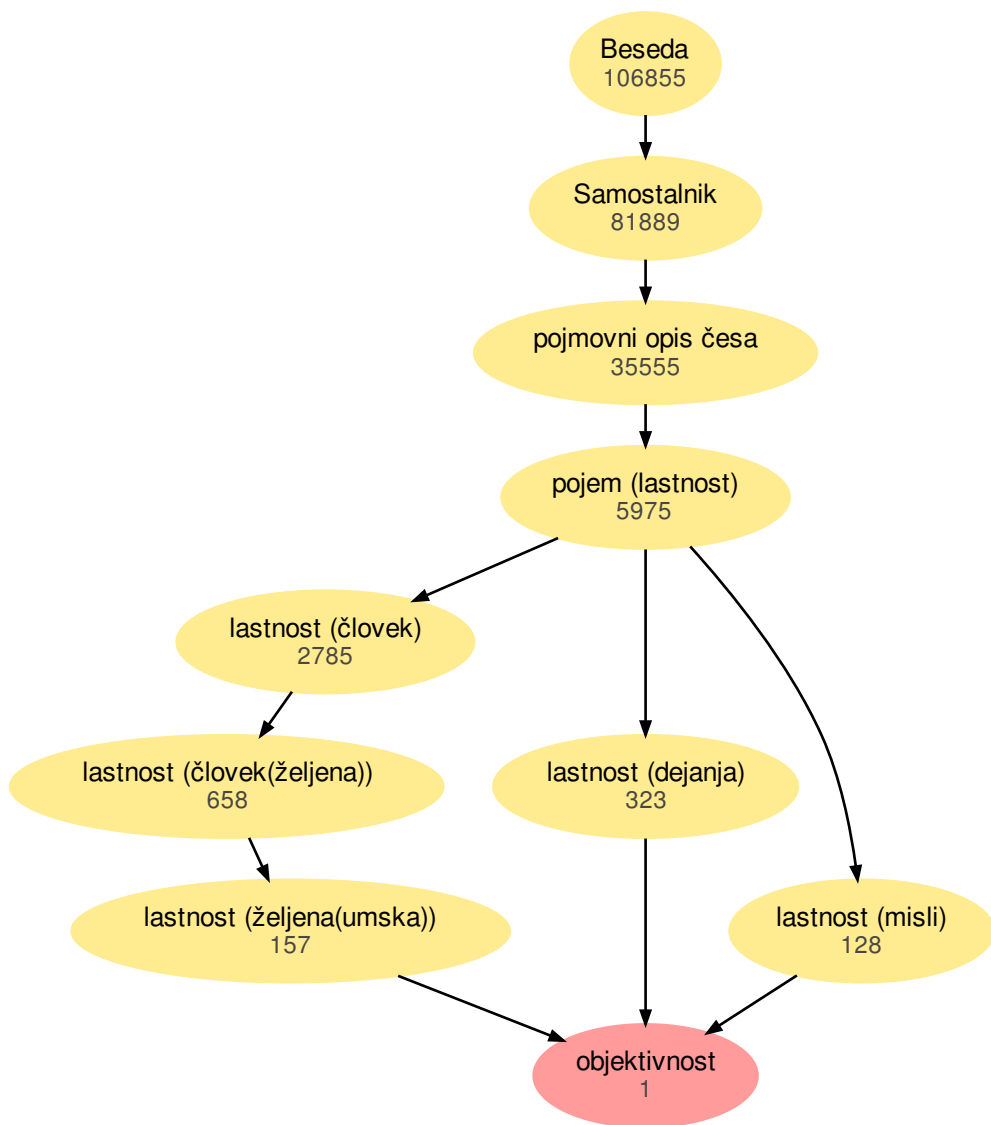 Beseda
106855
Samostalnik
81889
pojmovni opis česa
35555
pojem (lastnost)
5975
lastnost (človek)
2785
lastnost (človek(željena))
658
lastnost (dejanja)
323
lastnost (željena(umska))
157
lastnost (misli)
128
objektivnost
1